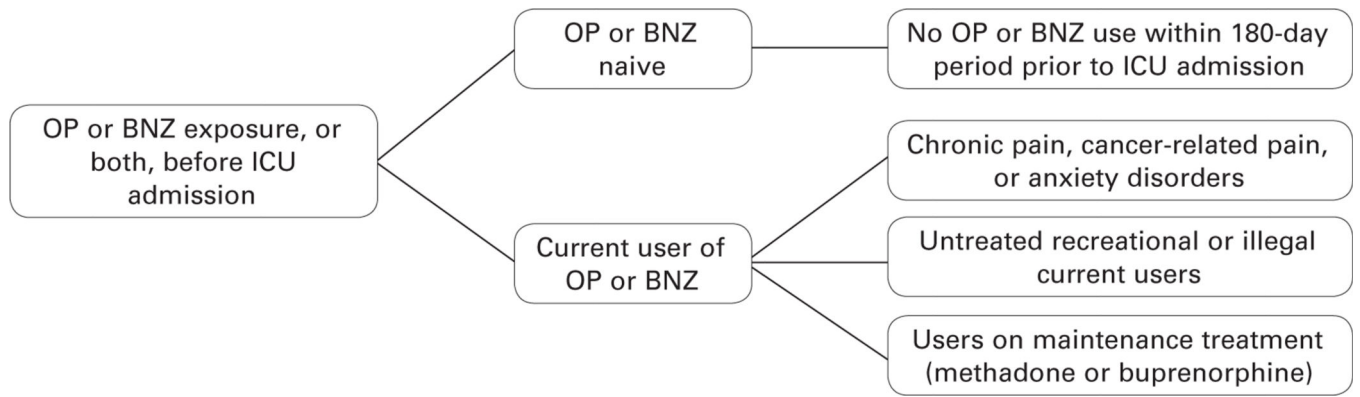 OP or BNZ exposure, or
both, before ICU
admission
OP or BNZ
naive
No OP or BNZ use within 180-day
period prior to ICU admission
Current user of
OP or BNZ
Chronic pain, cancer-related pain,
or anxiety disorders
Untreated recreational or illegal
current users
Users on maintenance treatment
(methadone or buprenorphine)